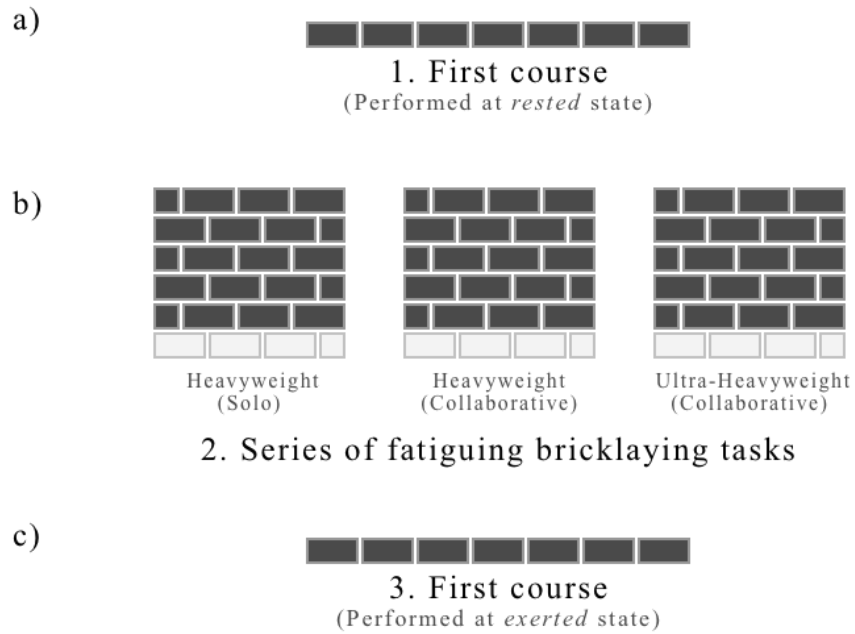 a)
1. First course
(Performed at rested state)
b)
Heavyweight
(Solo)
Heavyweight
(Collaborative)
Ultra-Heavyweight
(Collaborative)
2. Series of fatiguing bricklaying tasks
c)
3. First course
(Performed at exerted state)